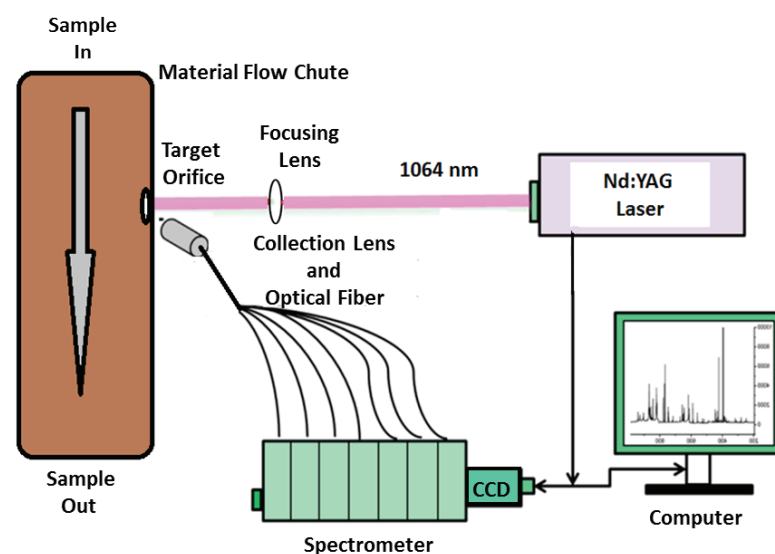 Sample
In
Material Flow Chute
Target
Orifice
Focusing
Lens
1064 nm
Nd:YAG
Laser
Collection Lens
and
Optical Fiber
Sample
Out
CCD
Spectrometer
Computer